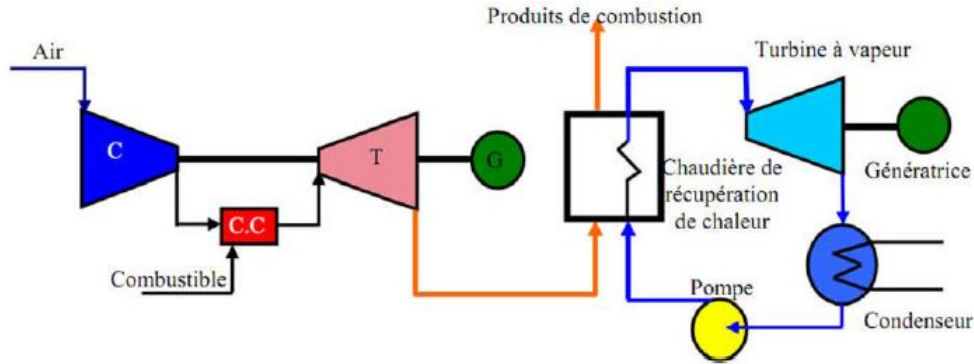 Produits de combustion
Air
Turbine à vapeur
C
T
G
Génératrice
Chaudière de
récupération
de chaleur
C.C
Combustible
Pompe
Condenseur